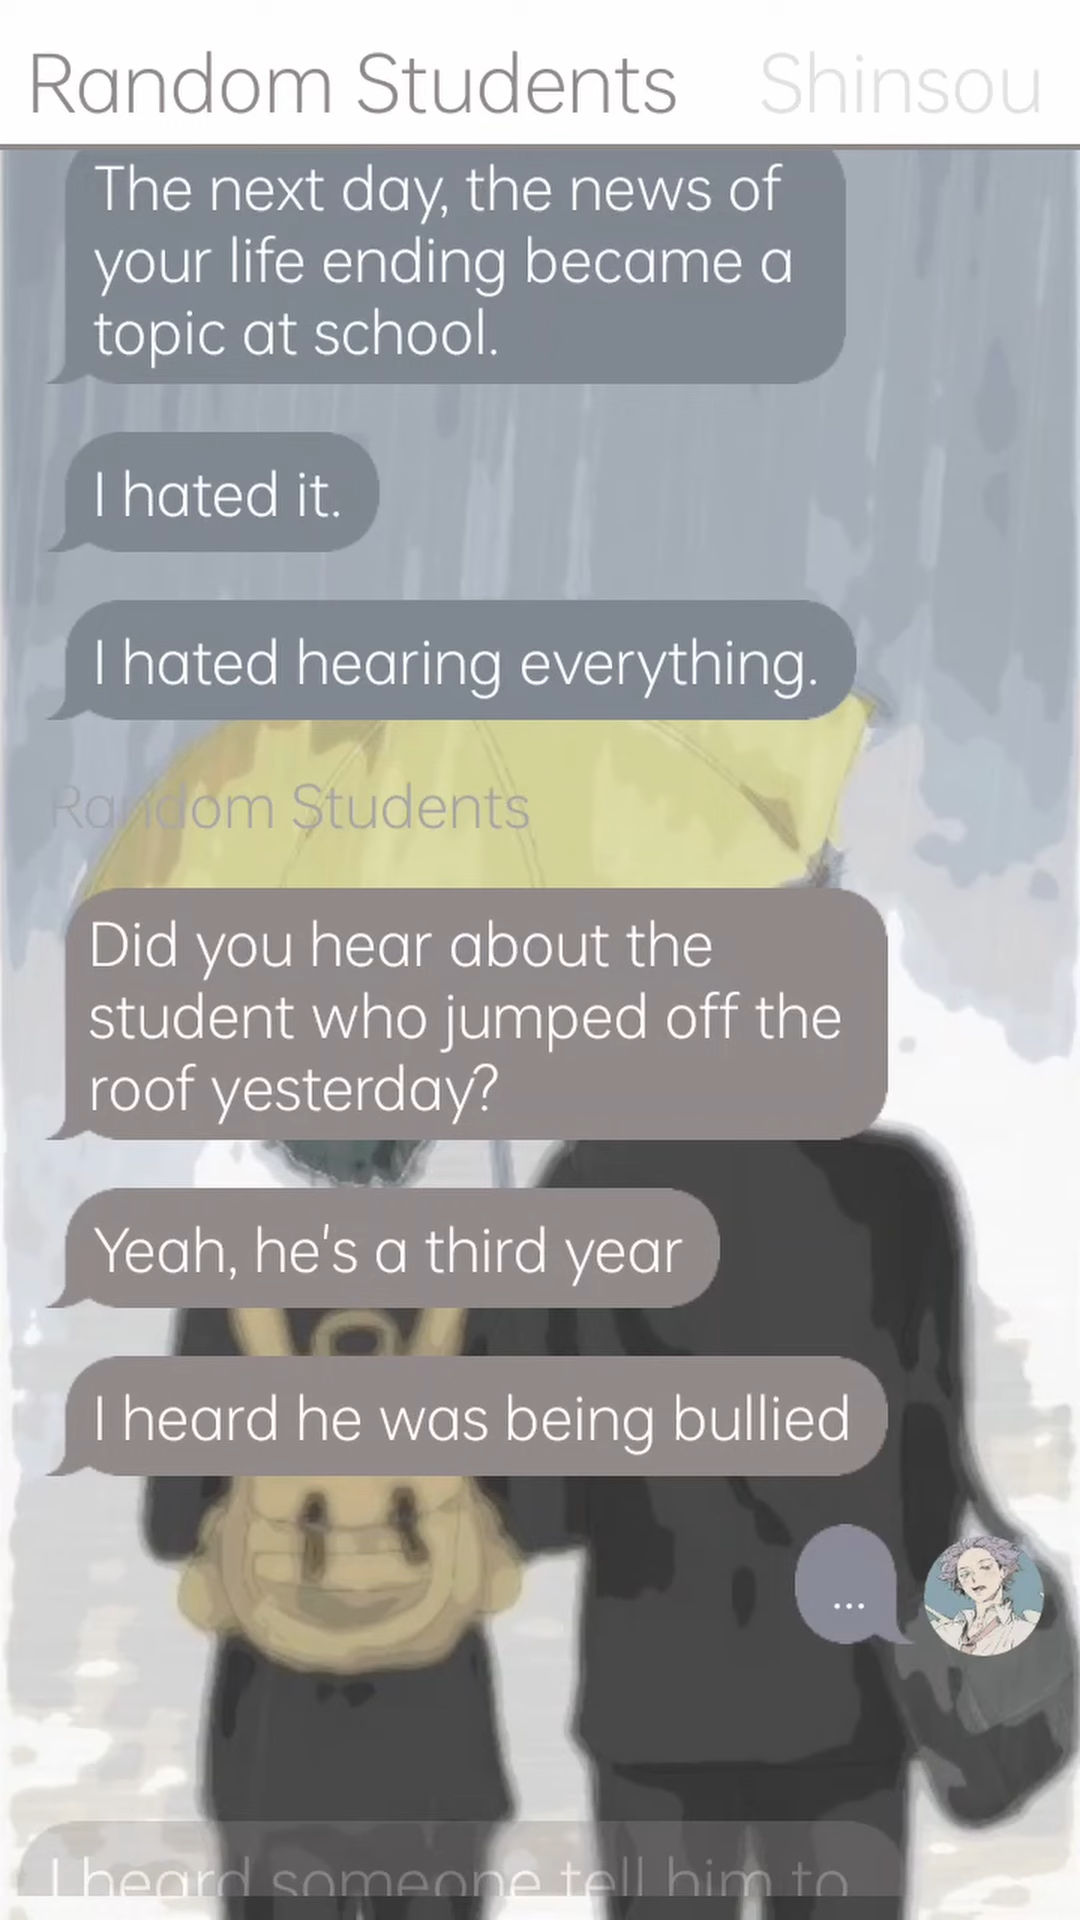 Random Students Shinsou
The next day, the news of
your life ending became a
topic at school.
I hated it.
I hated hearing everything.
Random Students
Did you hear about the
student who jumped off the
roof yesterday?
Yeah, he's a third year
I heard he was being bullied
...
I heard someone tell him to